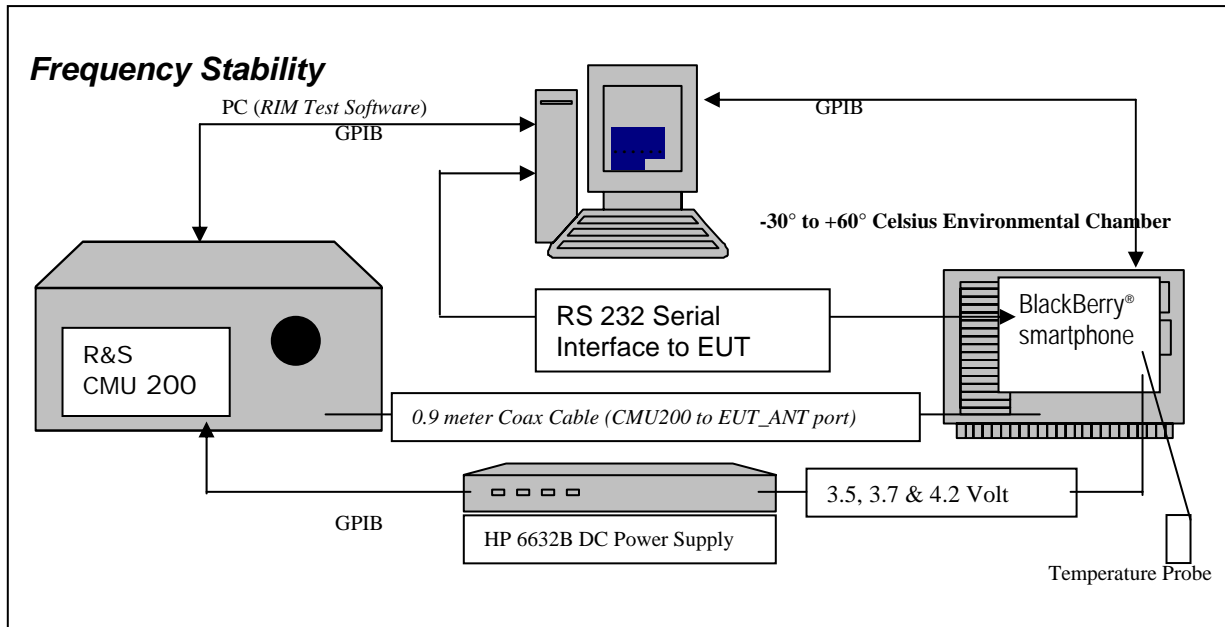 Frequency Stability
PC (RIM Test Software)
GPIB
GPIB
-30° to +60° Celsius Environmental Chamber
RS 232 Serial
Interface to EUT
BlackBerry®
smartphone
R&S
CMU 200
0.9 meter Coax Cable (CMU200 to EUT_ANT port)
3.5, 3.7 & 4.2 Volt
GPIB
HP 6632B DC Power Supply
Temperature Probe